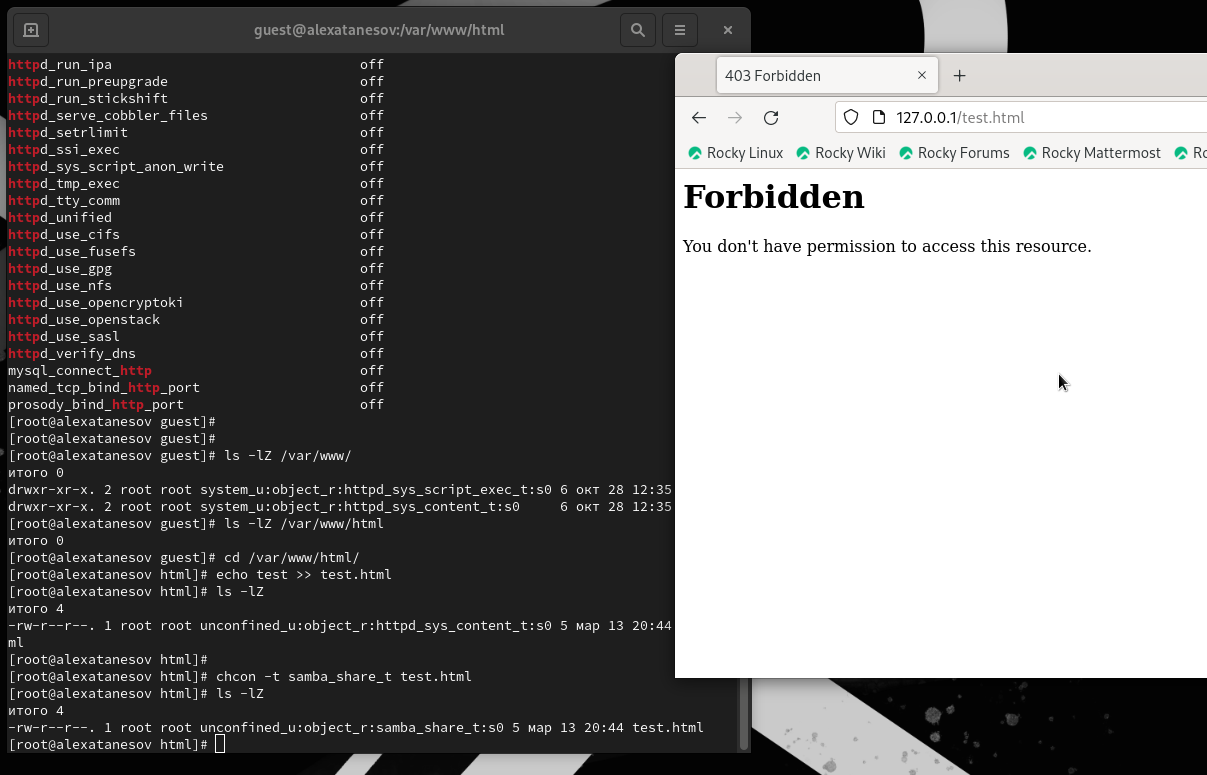 guest@alexatanesov:/var/www/html
httpd_run_ipa off
httpd_run_preupgrade off
httpd_run_stickshift off
httpd_serve_cobbler_files off
httpd_setrlimit off
httpd_ssi_exec off
httpd_sys_script_anon_write off
httpd_tmp_exec off
httpd_tty_comm off
httpd_unified off
httpd_use_cifs off
httpd_use_fusefs off
httpd_use_gpg off
httpd_use_nfs off
httpd_use_opencryptoki off
httpd_use_openstack off
httpd_use_sasl off
httpd_verify_dns off
mysql_connect_http off
named_tcp_bind_http_port off
prosody_bind_http_port off
[root@alexatanesov guest]#
[root@alexatanesov guest]#
[root@alexatanesov guest]# ls -lZ /var/www/
итого 0
drwxr-xr-x. 2 root root system_u:object_r:httpd_sys_script_exec_t:s0 6 окт 28 12:35
drwxr-xr-x. 2 root root system_u:object_r:httpd_sys_content_t:s0 6 окт 28 12:35
[root@alexatanesov guest]# ls -lZ /var/www/html
итого 0
[root@alexatanesov guest]# cd /var/www/html/
[root@alexatanesov html]# echo test >> test.html
[root@alexatanesov html]# ls -lZ
итого 4
-rw-r--r--. 1 root root unconfined_u:object_r:httpd_sys_content_t:s0 5 мар 13 20:44
ml
[root@alexatanesov html]#
[root@alexatanesov html]# chcon -t samba_share_t test.html
[root@alexatanesov html]# ls -lZ
итого 4
-rw-r--r--. 1 root root unconfined_u:object_r:samba_share_t:s0 5 мар 13 20:44 test.html
[root@alexatanesov html]#
403 Forbidden
127.0.0.1/test.html
Rocky Linux Rocky Wiki Rocky Forums Rocky Mattermost Ro
Forbidden
You don't have permission to access this resource.